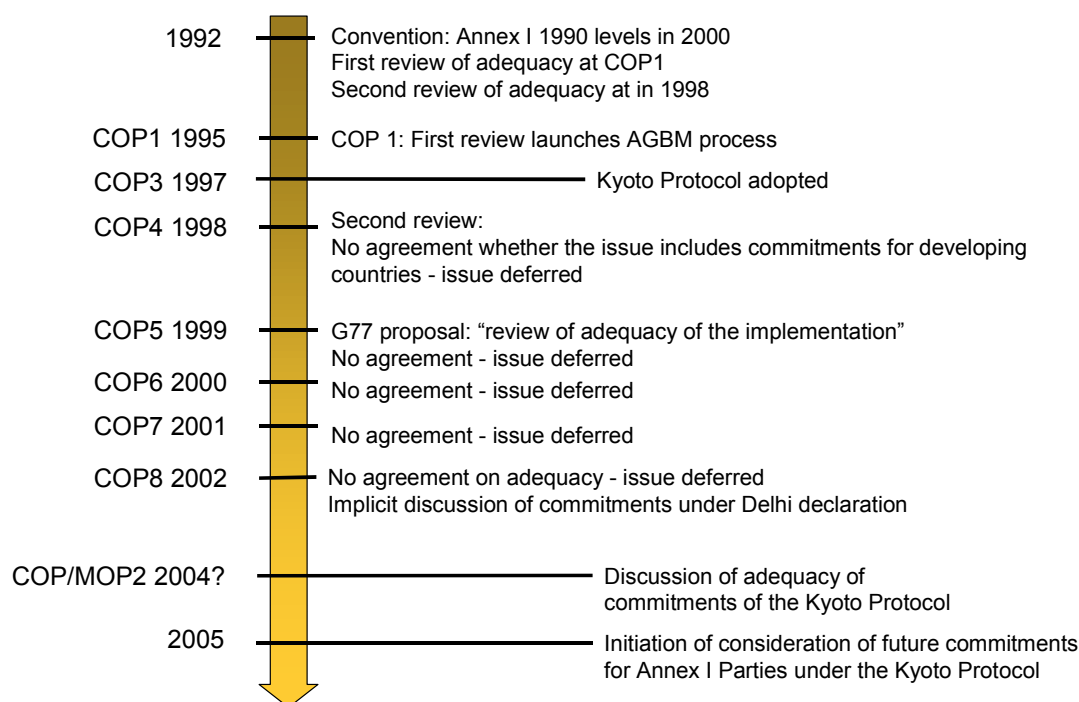 1992
Convention: Annex I 1990 levels in 2000
First review of adequacy at COP1
Second review of adequacy at in 1998
COP1 1995
COP 1: First review launches AGBM process
COP3 1997
Kyoto Protocol adopted
COP4 1998
Second review:
No agreement whether the issue includes commitments for developing
countries - issue deferred
COP5 1999
G77 proposal: “review of adequacy of the implementation”
No agreement - issue deferred
COP6 2000
No agreement - issue deferred
COP7 2001
No agreement - issue deferred
COP8 2002
No agreement on adequacy - issue deferred
Implicit discussion of commitments under Delhi declaration
COP/MOP2 2004?
Discussion of adequacy of
commitments of the Kyoto Protocol
2005
Initiation of consideration of future commitments
for Annex I Parties under the Kyoto Protocol